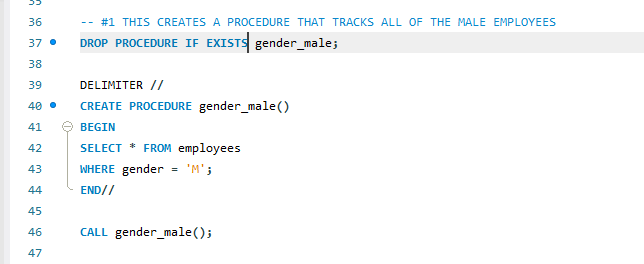 35
36 -- #1 THIS CREATES A PROCEDURE THAT TRACKS ALL OF THE MALE EMPLOYEES
37 DROP PROCEDURE IF EXISTS gender_male;
38
39 DELIMITER //
40 CREATE PROCEDURE gender_male()
41 BEGIN
42 SELECT * FROM employees
43 WHERE gender = 'M';
44 END//
45
46 CALL gender_male();
47